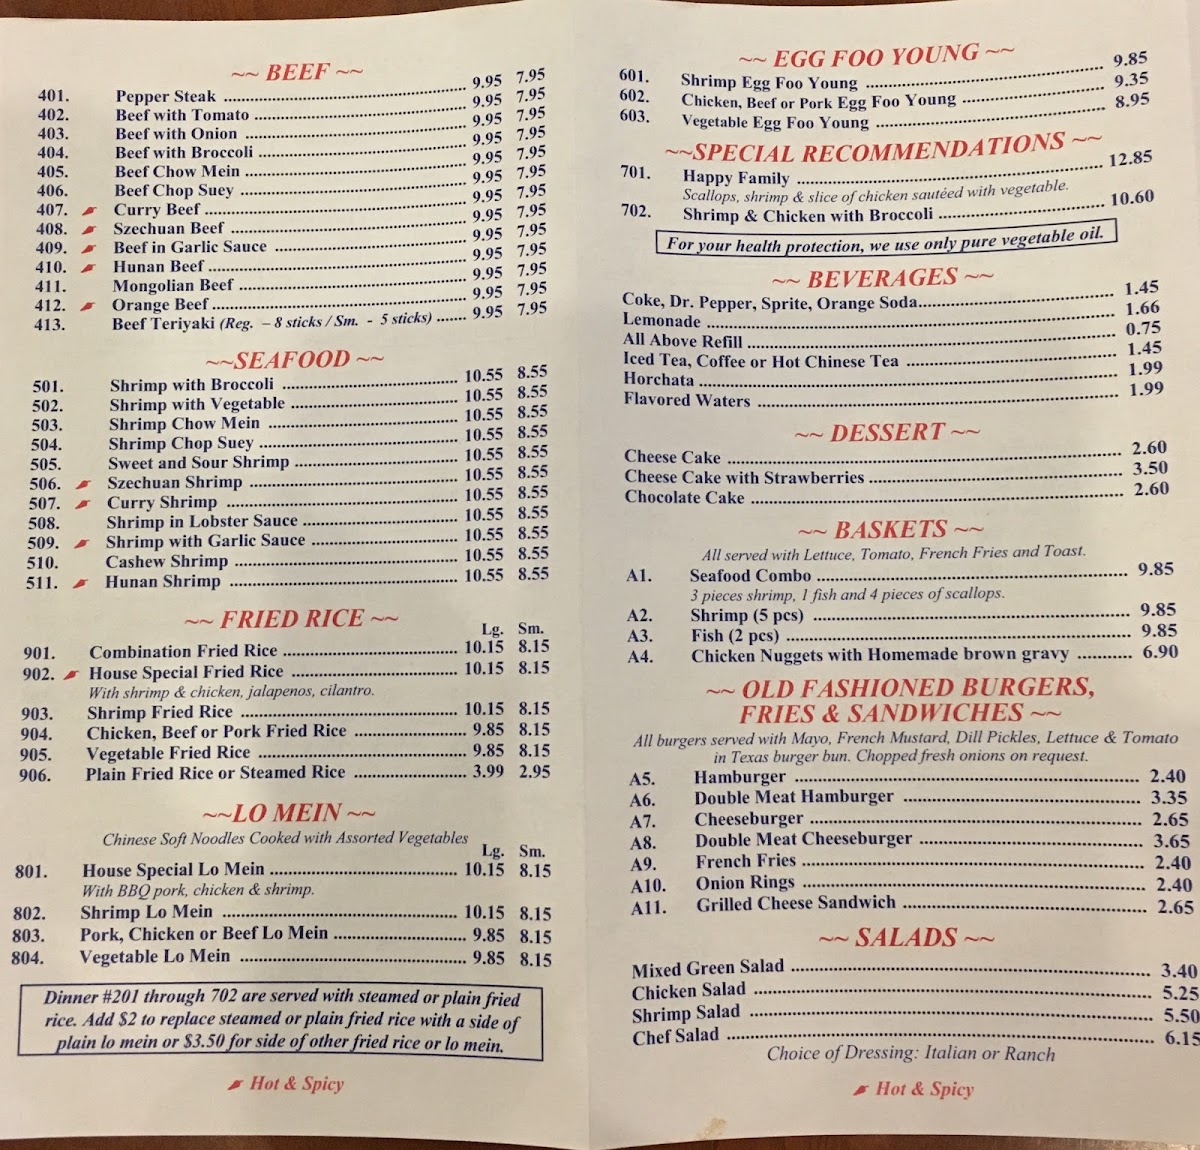 ~~ BEEF ~~
401. Pepper Steak 9.95 7.95
402. Beef with Tomato 9.95 7.95
403. Beef with Onion 9.95 7.95
404. Beef with Broccoli 9.95 7.95
405. Beef Chow Mein 9.95 7.95
406. Beef Chop Suey 9.95 7.95
407. Curry Beef 9.95 7.95
408. Szechuan Beef 9.95 7.95
409. Beef in Garlic Sauce 9.95 7.95
410. Hunan Beef 9.95 7.95
411. Mongolian Beef 9.95 7.95
412. Orange Beef 9.95 7.95
413. Beef Teriyaki (Reg. – 8 sticks / Sm. - 5 sticks) 9.95 7.95
~~SEAFOOD ~~
501. Shrimp with Broccoli 10.55 8.55
502. Shrimp with Vegetable 10.55 8.55
503. Shrimp Chow Mein 10.55 8.55
504. Shrimp Chop Suey 10.55 8.55
505. Sweet and Sour Shrimp 10.55 8.55
506. Szechuan Shrimp 10.55 8.55
507. Curry Shrimp 10.55 8.55
508. Shrimp in Lobster Sauce 10.55 8.55
509. Shrimp with Garlic Sauce 10.55 8.55
510. Cashew Shrimp 10.55 8.55
511. Hunan Shrimp 10.55 8.55
~~ FRIED RICE ~~
Lg. Sm.
901. Combination Fried Rice 10.15 8.15
902. House Special Fried Rice 10.15 8.15
With shrimp & chicken, jalapenos, cilantro.
903. Shrimp Fried Rice 10.15 8.15
904. Chicken, Beef or Pork Fried Rice 9.85 8.15
905. Vegetable Fried Rice 9.85 8.15
906. Plain Fried Rice or Steamed Rice 3.99 2.95
~~LO MEIN ~~
Chinese Soft Noodles Cooked with Assorted Vegetables
Lg. Sm.
801. House Special Lo Mein 10.15 8.15
With BBQ pork, chicken & shrimp.
802. Shrimp Lo Mein 10.15 8.15
803. Pork, Chicken or Beef Lo Mein 9.85 8.15
804. Vegetable Lo Mein 9.85 8.15
Dinner #201 through 702 are served with steamed or plain fried
rice. Add $2 to replace steamed or plain fried rice with a side of
plain lo mein or $3.50 for side of other fried rice or lo mein.
Hot & Spicy
~~ EGG FOO YOUNG ~~
601. Shrimp Egg Foo Young 9.85
602. Chicken, Beef or Pork Egg Foo Young 9.35
603. Vegetable Egg Foo Young 8.95
~~SPECIAL RECOMMENDATIONS ~~
701. Happy Family 12.85
Scallops, shrimp & slice of chicken sautéed with vegetable.
702. Shrimp & Chicken with Broccoli 10.60
For your health protection, we use only pure vegetable oil.
~~ BEVERAGES ~~
Coke, Dr. Pepper, Sprite, Orange Soda 1.45
Lemonade 1.66
All Above Refill 0.75
Iced Tea, Coffee or Hot Chinese Tea 1.45
Horchata 1.99
Flavored Waters 1.99
~~ DESSERT ~~
Cheese Cake 2.60
Cheese Cake with Strawberries 3.50
Chocolate Cake 2.60
~~ BASKETS ~~
All served with Lettuce, Tomato, French Fries and Toast.
A1. Seafood Combo 9.85
3 pieces shrimp, 1 fish and 4 pieces of scallops.
A2. Shrimp (5 pcs) 9.85
A3. Fish (2 pcs) 9.85
A4. Chicken Nuggets with Homemade brown gravy 6.90
~~ OLD FASHIONED BURGERS,
FRIES & SANDWICHES ~~
All burgers served with Mayo, French Mustard, Dill Pickles, Lettuce & Tomato
in Texas burger bun. Chopped fresh onions on request.
A5. Hamburger 2.40
A6. Double Meat Hamburger 3.35
A7. Cheeseburger 2.65
A8. Double Meat Cheeseburger 3.65
A9. French Fries 2.40
A10. Onion Rings 2.40
A11. Grilled Cheese Sandwich 2.65
~~ SALADS ~~
Mixed Green Salad 3.40
Chicken Salad 5.25
Shrimp Salad 5.50
Chef Salad 6.15
Choice of Dressing: Italian or Ranch
Hot & Spicy